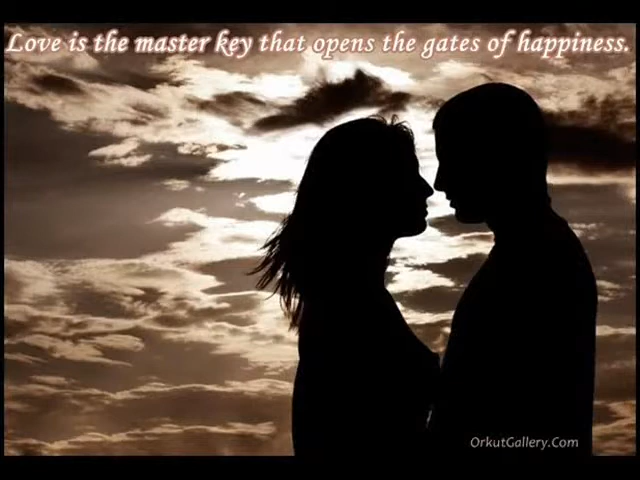 Love is the master key that opens the gates of happiness.
OrkutGallery.Com